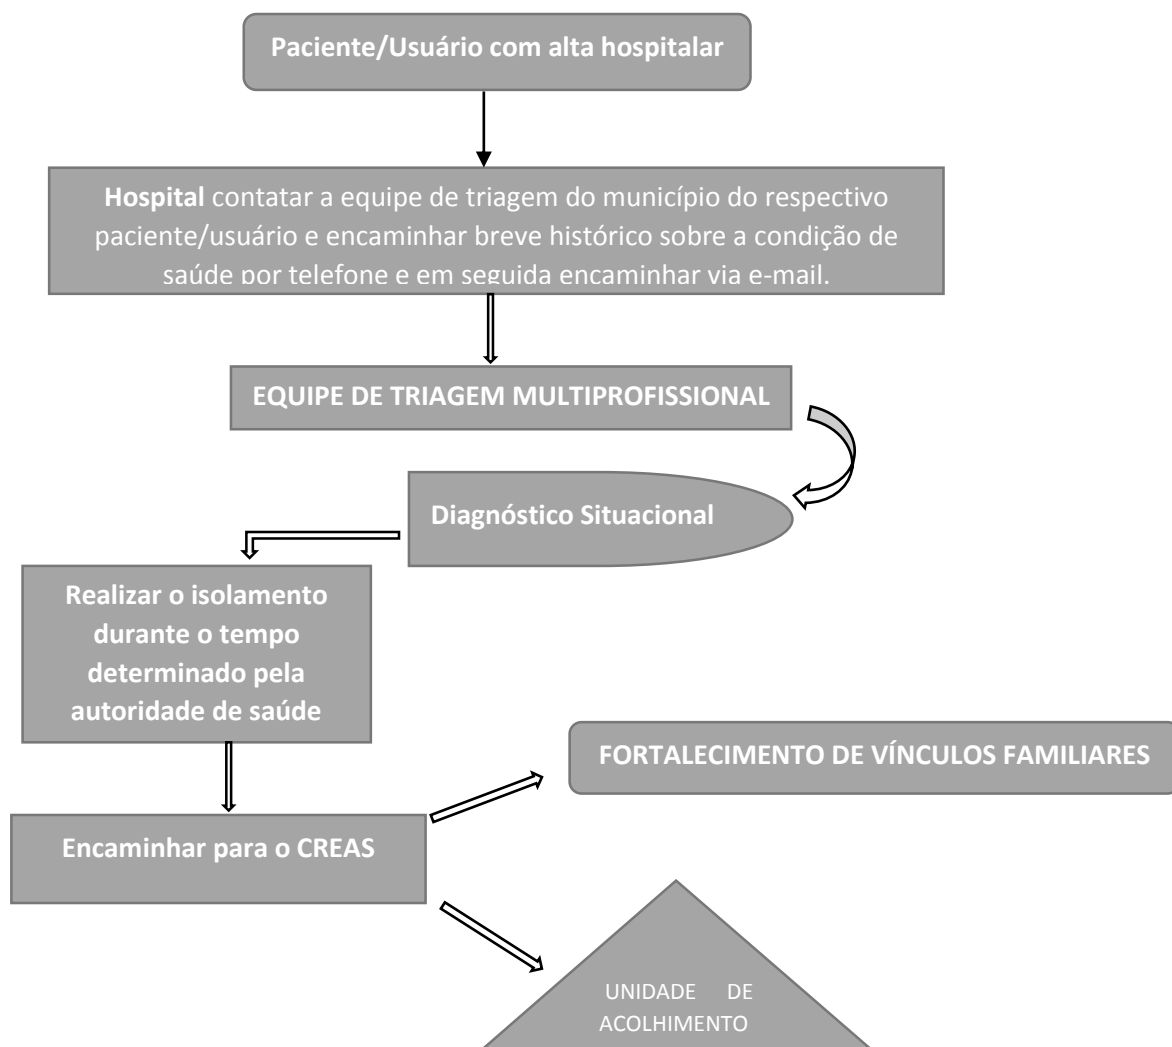 Paciente/Usuário com alta hospitalar
Hospital contatar a equipe de triagem do município do respectivo
paciente/usuário e encaminhar breve histórico sobre a condição de
saúde por telefone e em seguida encaminhar via e-mail.
EQUIPE DE TRIAGEM MULTIPROFISSIONAL
Diagnóstico Situacional
Realizar o isolamento
durante o tempo
determinado pela
autoridade de saúde
FORTALECIMENTO DE VÍNCULOS FAMILIARES
Encaminhar para o CREAS
UNIDADE DE
ACOLHIMENTO